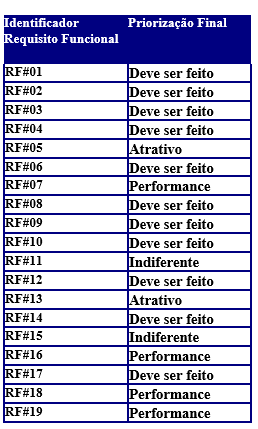 Identificador Priorização Final
Requisito Funcional
RF#01 Deve ser feito
RF#02 Deve ser feito
RF#03 Deve ser feito
RF#04 Deve ser feito
RF#05 Atrativo
RF#06 Deve ser feito
RF#07 Performance
RF#08 Deve ser feito
RF#09 Deve ser feito
RF#10 Deve ser feito
RF#11 Indiferente
RF#12 Deve ser feito
RF#13 Atrativo
RF#14 Deve ser feito
RF#15 Indiferente
RF#16 Performance
RF#17 Deve ser feito
RF#18 Performance
RF#19 Performance